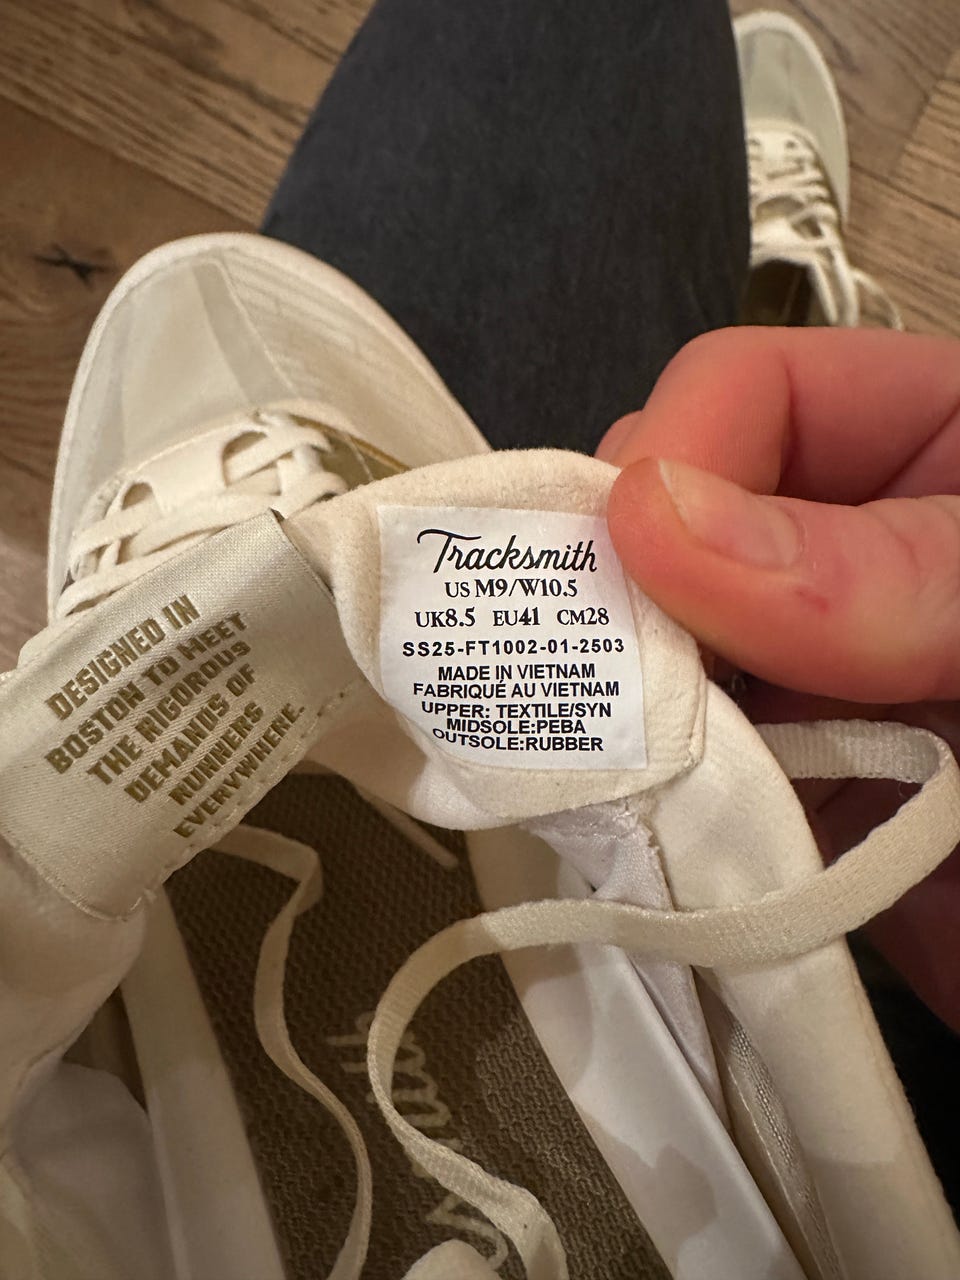 DESIGNED IN
BOSTON TO MEET
THE RIGOROUS
DEMANDS OF
RUNNERS
EVERYWHERE.
Tracksmith
US M9/W10.5
UK8.5 EU41 CM28
SS25-FT1002-01-2503
MADE IN VIETNAM
FABRIQUÉ AU VIETNAM
UPPER: TEXTILE/SYN
MIDSOLE:PEBA
OUTSOLE:RUBBER